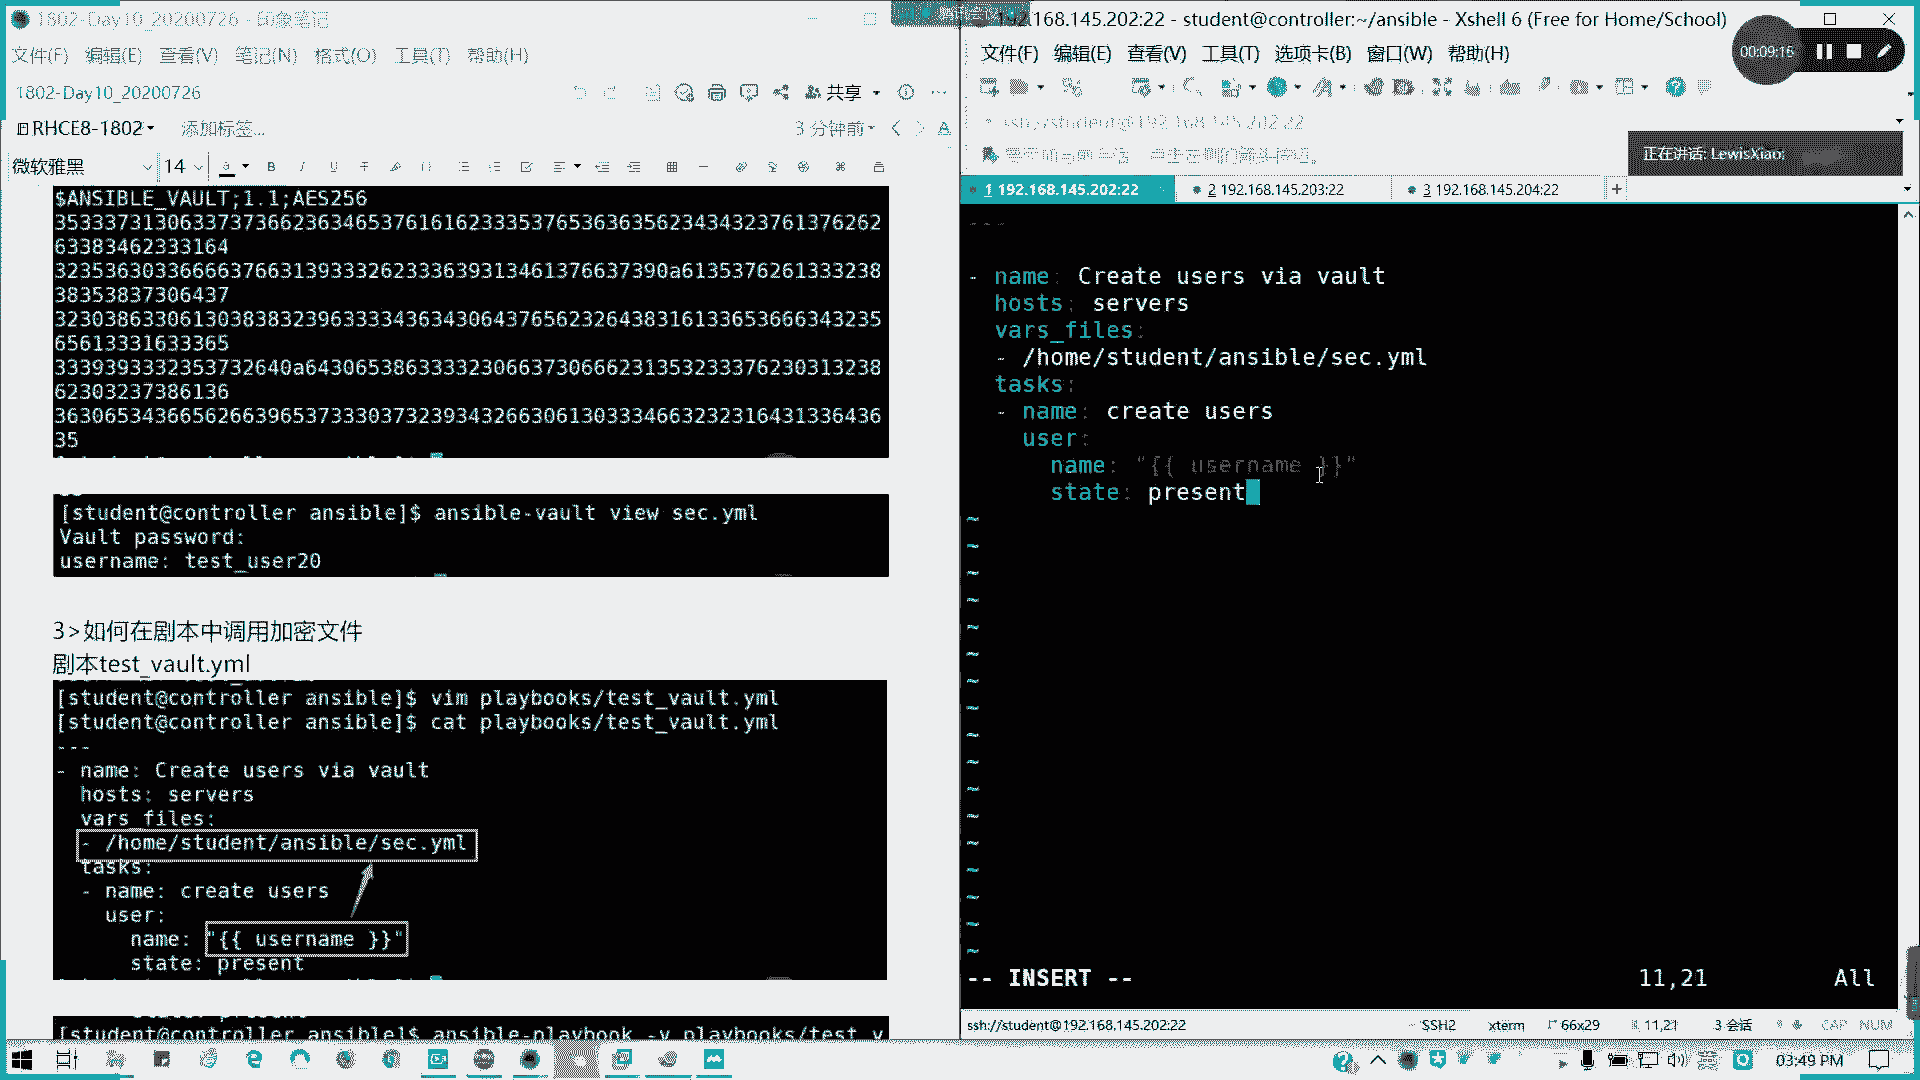 1802-Day10_20200726 - 印象笔记
文件(F) 编辑(E) 查看(V) 笔记(N) 格式(O) 工具(T) 帮助(H)
1802-Day10_20200726
共享
RHCE8-1802
添加标签...
3 分钟前
微软雅黑 14
$ANSIBLE_VAULT;1.1;AES256
[student@controller ansible]$ ansible-vault view sec.yml
Vault password:
username: test_user20
3>如何在剧本中调用加密文件
剧本test_vault.yml
[student@controller ansible]$ vim playbooks/test_vault.yml
[student@controller ansible]$ cat playbooks/test_vault.yml
---
- name: Create users via vault
hosts: servers
vars_files:
- /home/student/ansible/sec.yml
tasks:
- name: create users
user:
name: "{{ username }}"
state: present
[student@controller ansible]$ ansible-playbook -v playbooks/test_v
192.168.145.202:22 - student@controller:~/ansible - Xshell 6 (Free for Home/School)
文件(F) 编辑(E) 查看(V) 工具(T) 选项卡(B) 窗口(W) 帮助(H)
00:09:15
ssh://student@192.168.145.202:22
正在讲话: LewisXiao;
1 192.168.145.202:22
2 192.168.145.203:22
3 192.168.145.204:22
---
- name: Create users via vault
hosts: servers
vars_files:
- /home/student/ansible/sec.yml
tasks:
- name: create users
user:
name: "{{ username }}"
state: present
-- INSERT -- 11,21 All
ssh://student@192.168.145.202:22 SSH2 xterm 66x29 11,21 3 会话 CAP NUM
英
03:49 PM